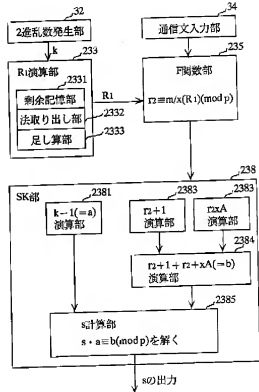 32
2進乱数発生部
k
233
R1演算部
2331
剰余記憶部
2332
法取り出し部
2333
足し算部
R1
34
通信文入力部
235
F関数部
r2≡m/x(R1)(mod p)
238
SK部
2381
k−1(=a)
演算部
2383
r2+1
演算部
2383
r2xA
演算部
2384
r2+1+r2+xA(=b)
演算部
2385
s計算部
s・a≡b(mod p)を解く
sの出力